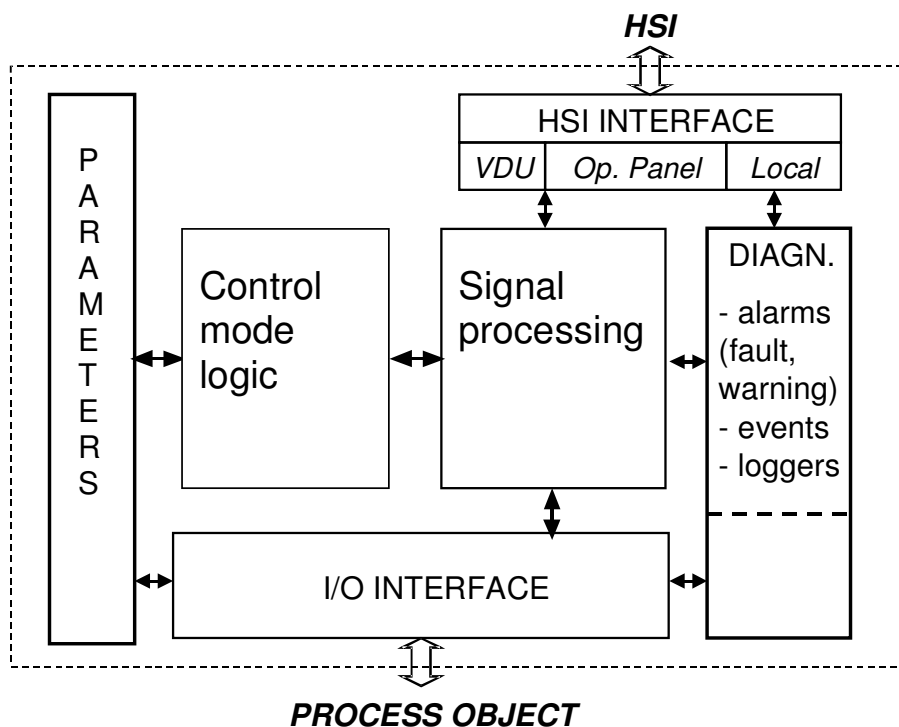 HSI
HSI INTERFACE
VDU
Op. Panel
Local
P
A
R
A
M
E
T
E
R
S
Control
mode
logic
Signal
processing
DIAGN.
- alarms
(fault,
warning)
- events
- loggers
I/O INTERFACE
PROCESS OBJECT